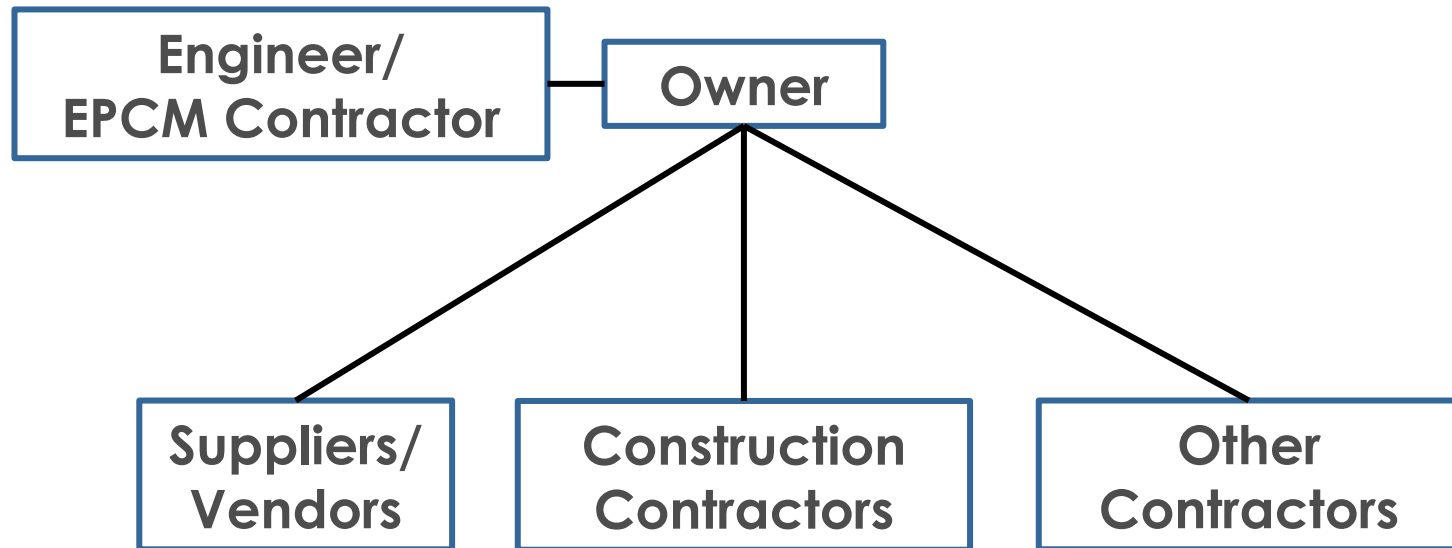 Engineer/
EPCM Contractor
Owner
Suppliers/
Vendors
Construction
Contractors
Other
Contractors